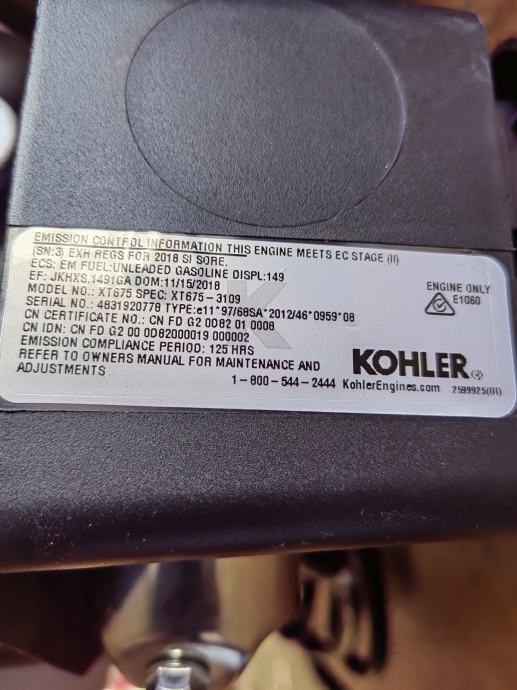 EMISSION CONTROL INFORMATION THIS ENGINE MEETS EC STAGE (II)
(SN:3) EXH REGS FOR 2018 SI SORE.
ECS: EM FUEL:UNLEADED GASOLINE DISPL:149
EF: JKHXS.1491GA DOM:11/15/2018
MODEL NO.: XT675 SPEC: XT675-3109
SERIAL NO.: 4831920778 TYPE:e11*97/68SA*2012/46*0959*08
CN CERTIFICATE NO.: CN FD G2 00B2 01 0008
CN IDN: CN FD G2 00 0082000019 000002
EMISSION COMPLIANCE PERIOD: 125 HRS
REFER TO OWNERS MANUAL FOR MAINTENANCE AND
ADJUSTMENTS
1-800-544-2444 KohlerEngines.com 2599925(01)
ENGINE ONLY
E1060
KOHLER®
K